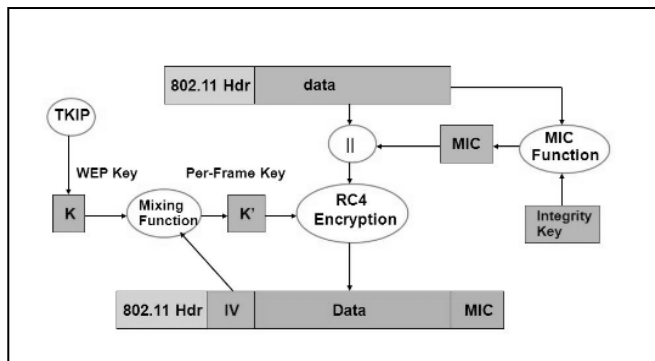 802.11 Hdr data
TKIP
||
MIC
MIC
Function
WEP Key
Per-Frame Key
K
Mixing
Function
K'
RC4
Encryption
Integrity
Key
802.11 Hdr IV Data MIC